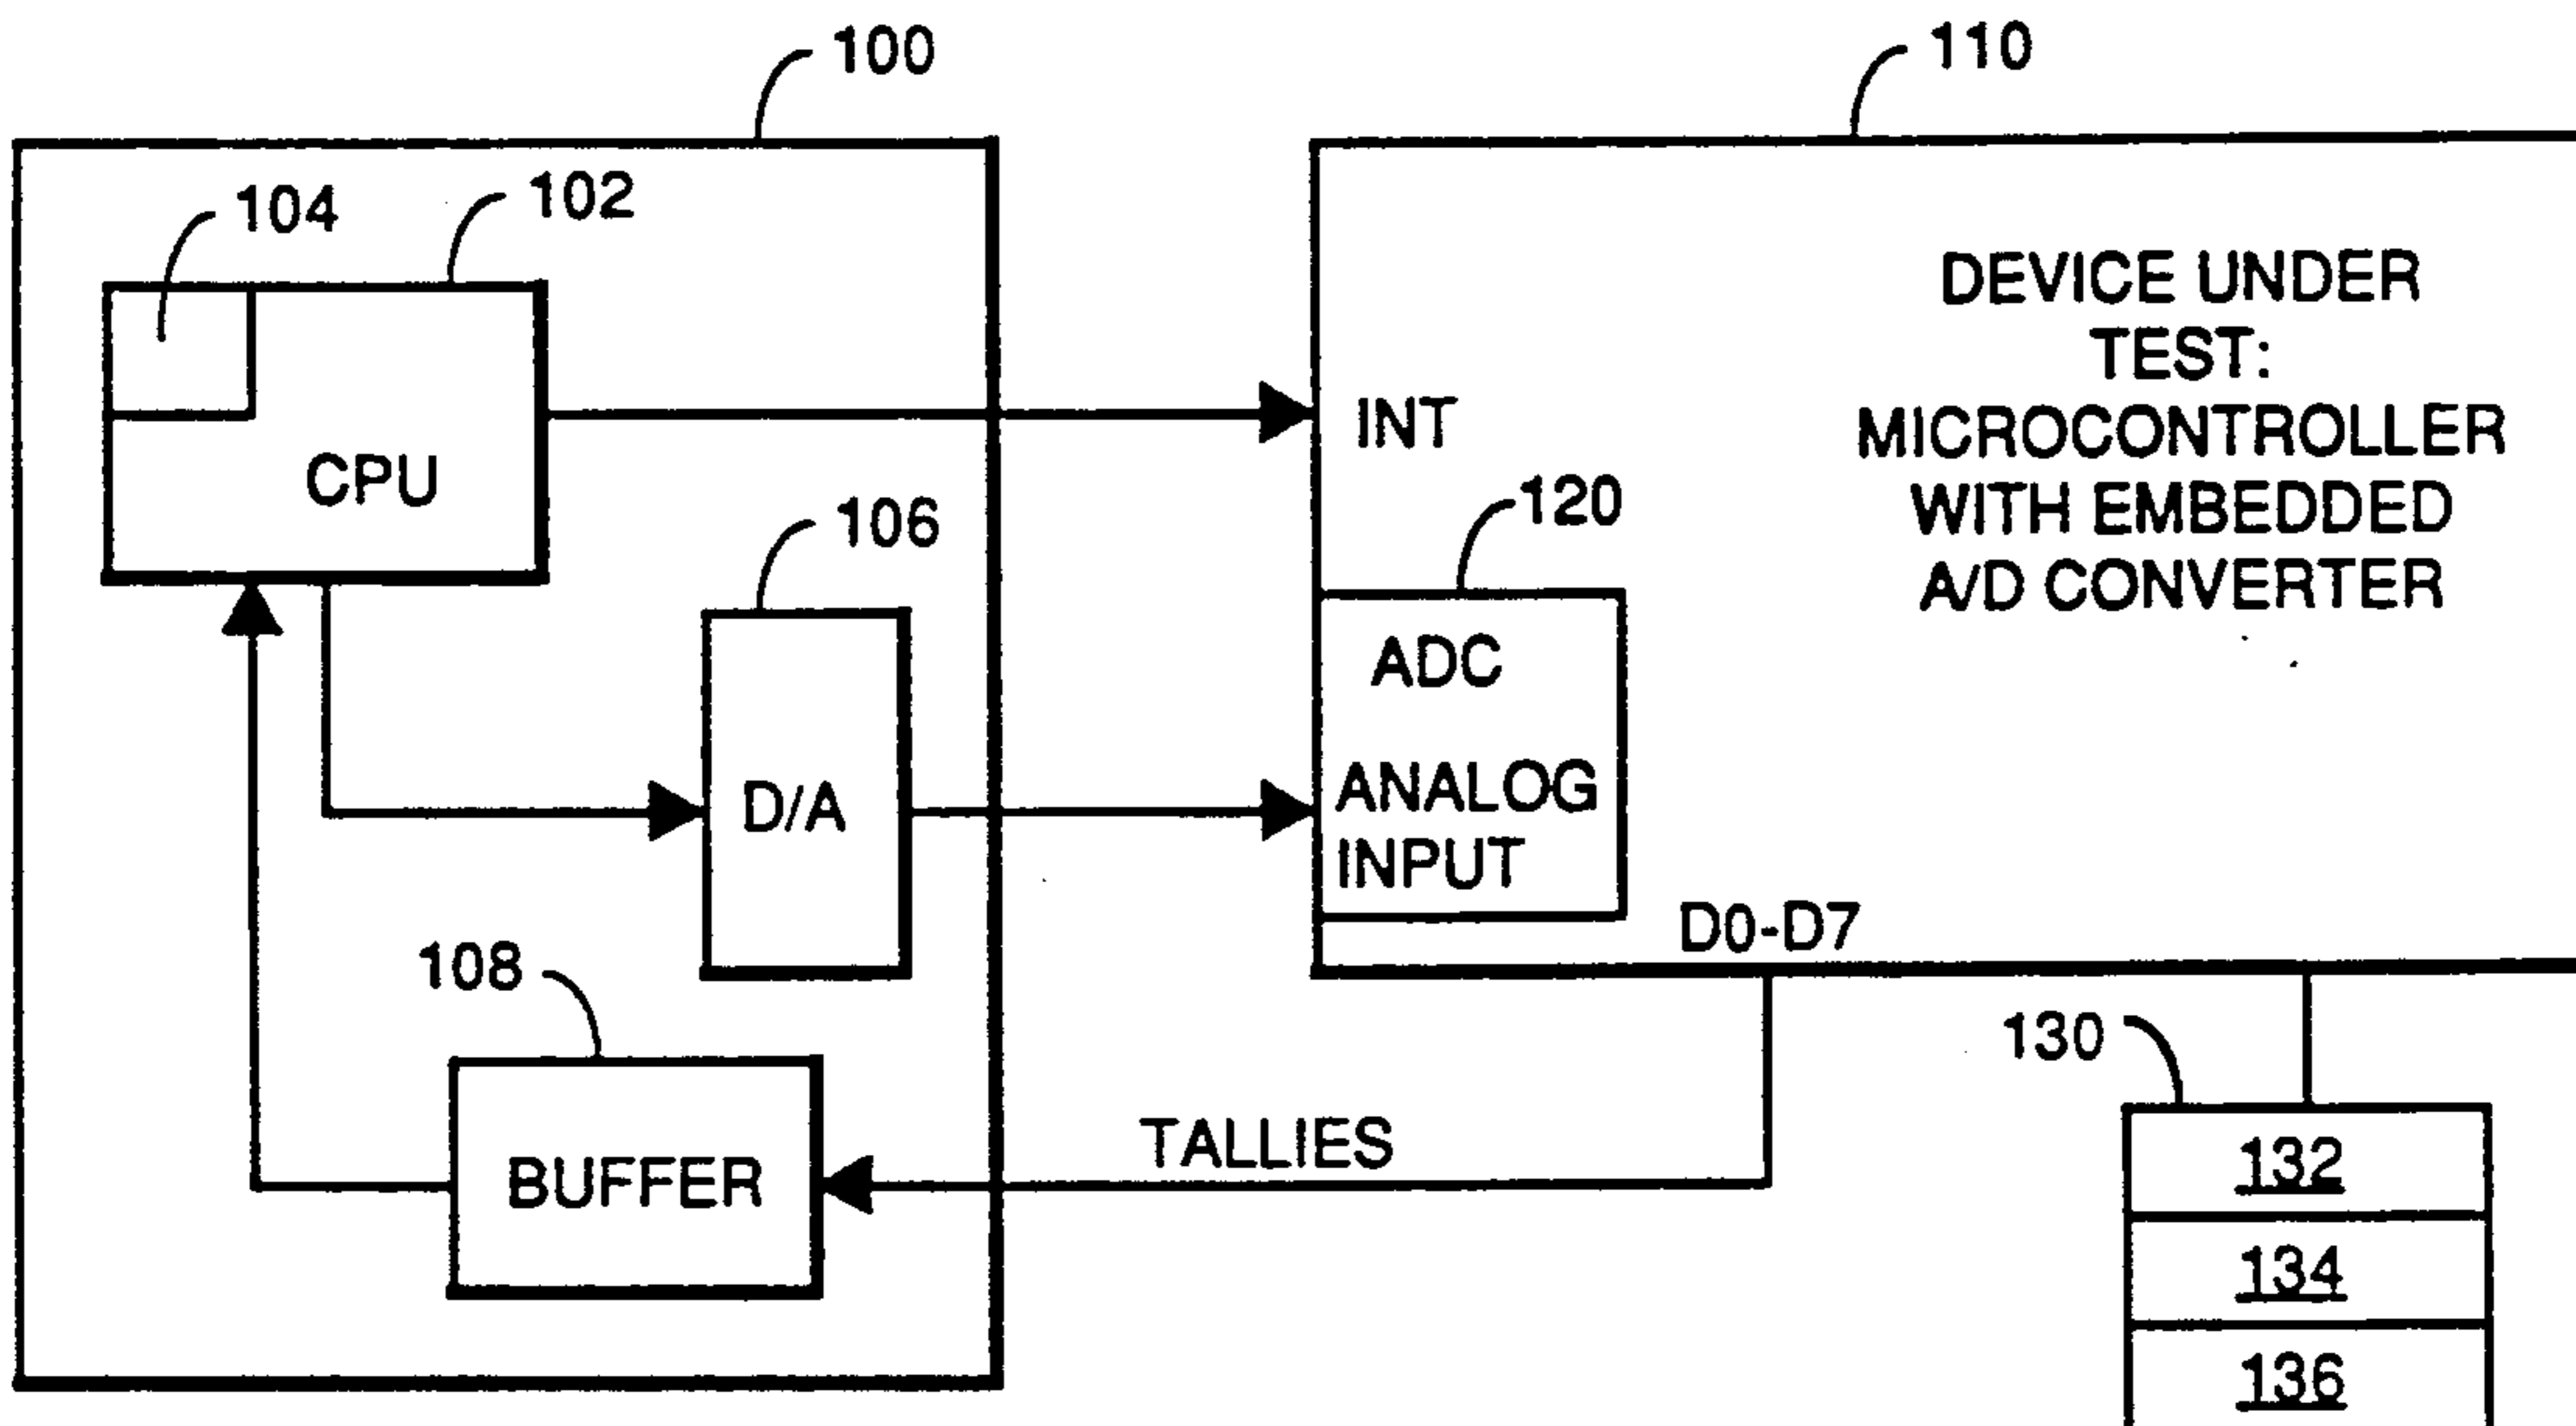 100
110
104
102
DEVICE UNDER
TEST:
MICROCONTROLLER
WITH EMBEDDED
A/D CONVERTER
INT
CPU
106
120
ADC
D/A
ANALOG
INPUT
D0-D7
108
130
TALLIES
BUFFER
132
134
136